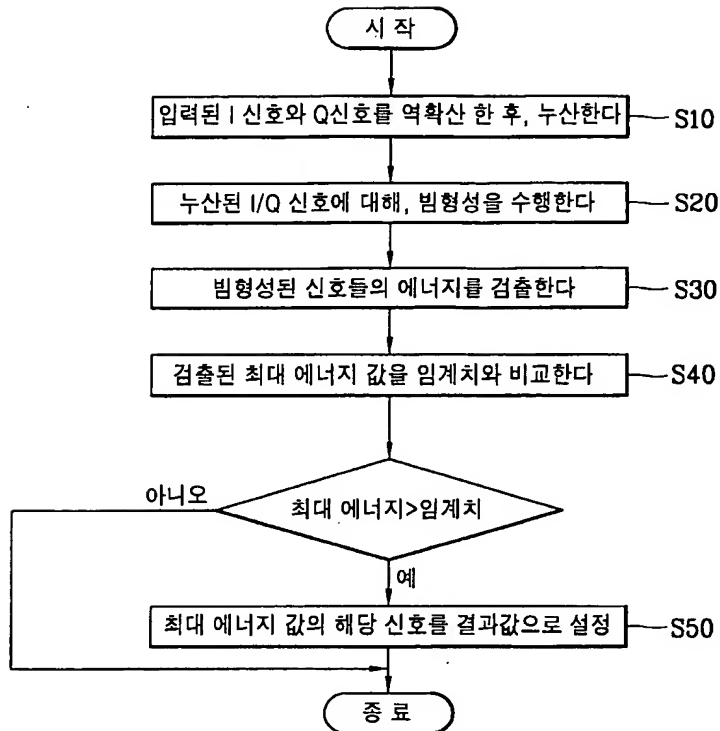 시 작
입력된 I 신호와 Q신호를 역확산 한 후, 누산한다
S10
누산된 I/Q 신호에 대해, 빔형성을 수행한다
S20
빔형성된 신호들의 에너지를 검출한다
S30
검출된 최대 에너지 값을 임계치와 비교한다
S40
최대 에너지>임계치
아니오
예
최대 에너지 값의 해당 신호를 결과값으로 설정
S50
종 료